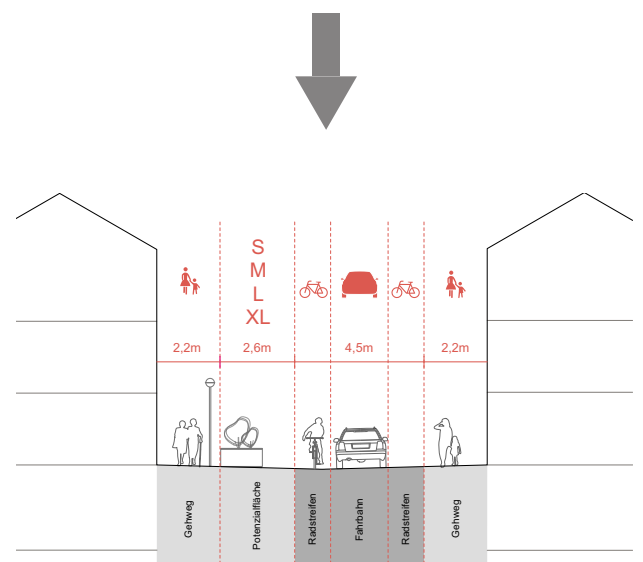 S
M
L
XL
2,2m 2,6m 4,5m 2,2m
Gehweg
Potenzialfläche
Radstreifen
Fahrbahn
Radstreifen
Gehweg